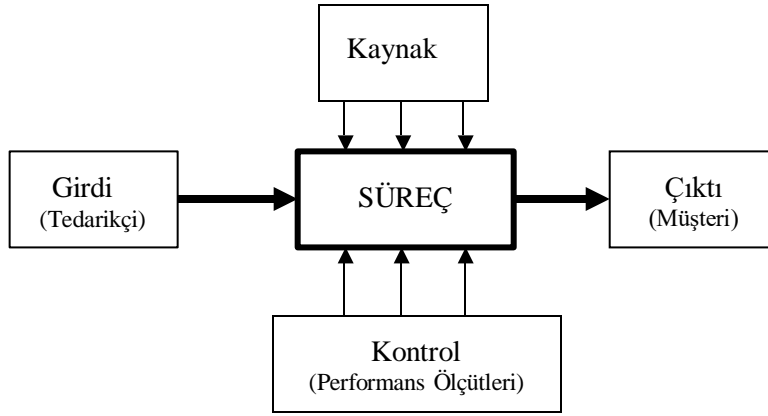 Kaynak
Girdi
(Tedarikçi)
SÜREÇ
Çıktı
(Müşteri)
Kontrol
(Performans Ölçütleri)